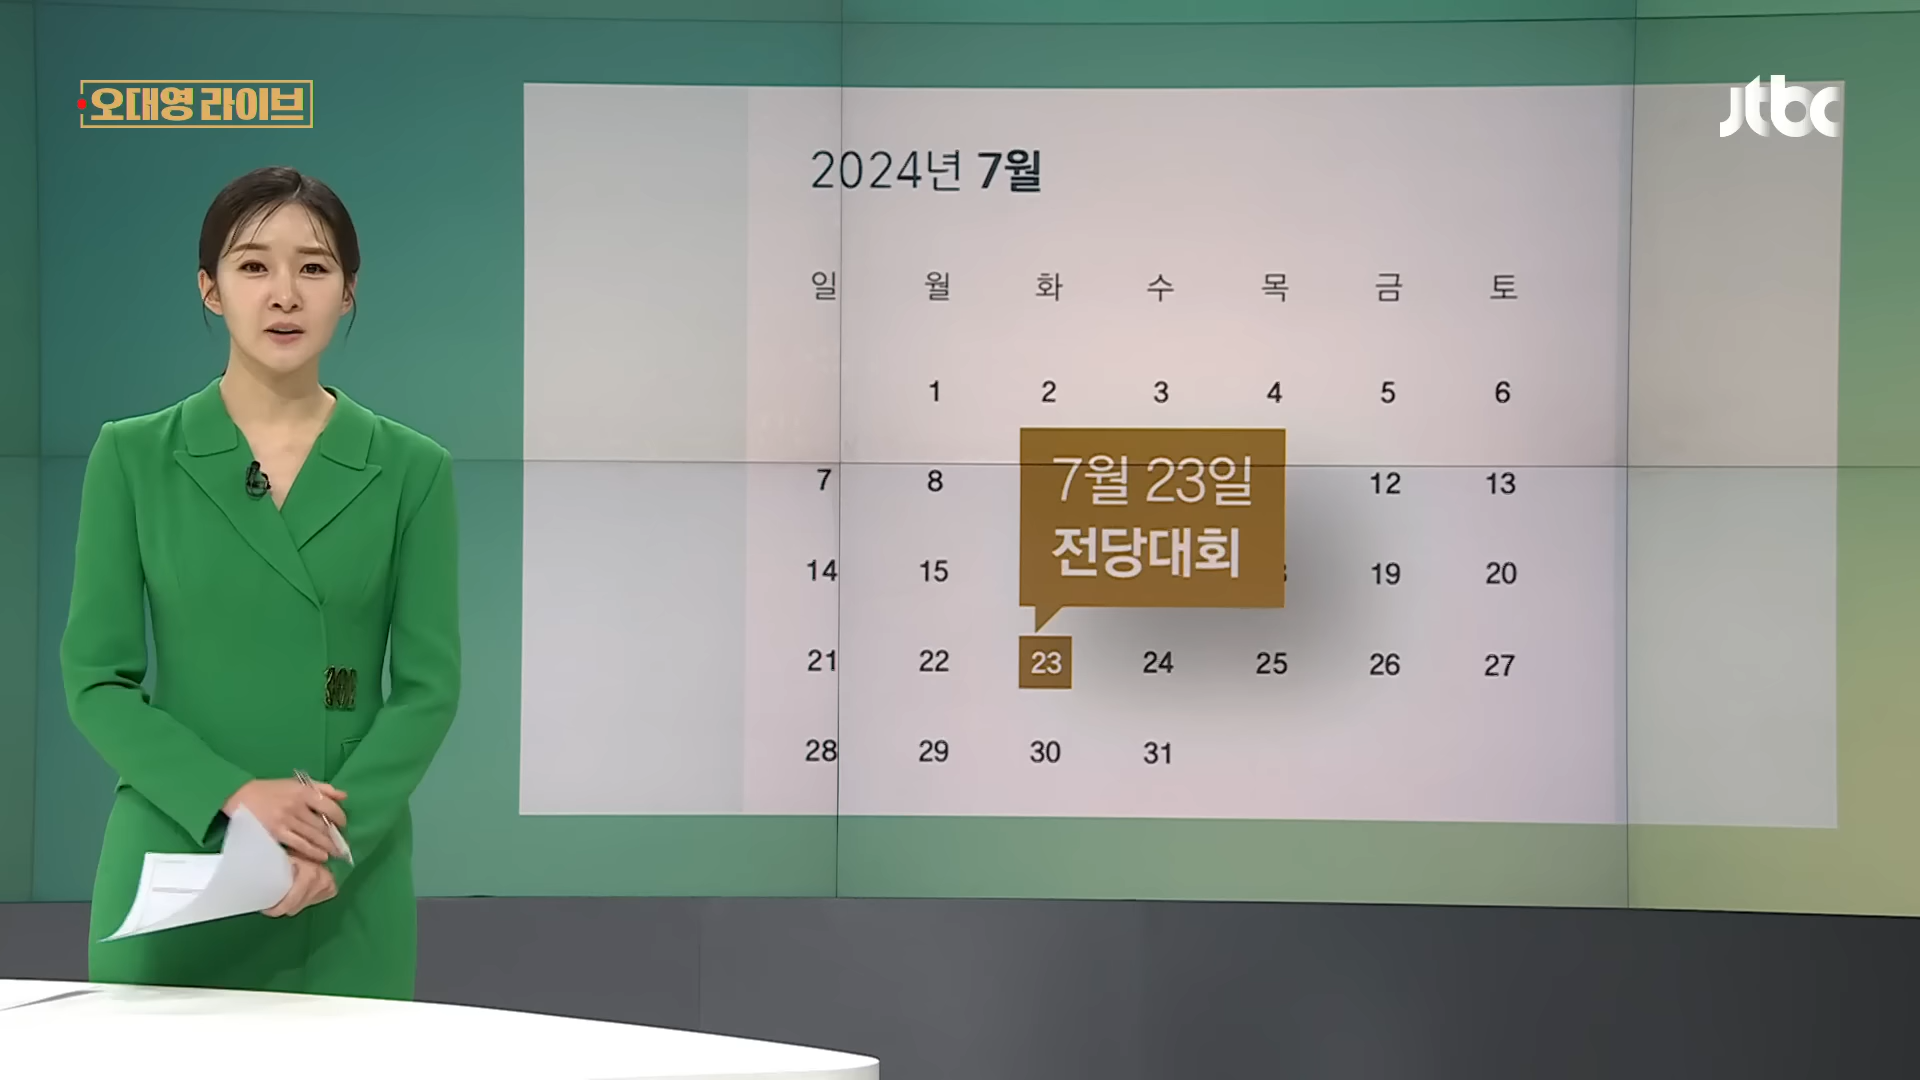 오대영 라이브
jtbc
2024년 7월
일 월 화 수 목 금 토
1 2 3 4 5 6
7 8 12 13
7월 23일
전당대회
14 15 19 20
21 22 23 24 25 26 27
28 29 30 31